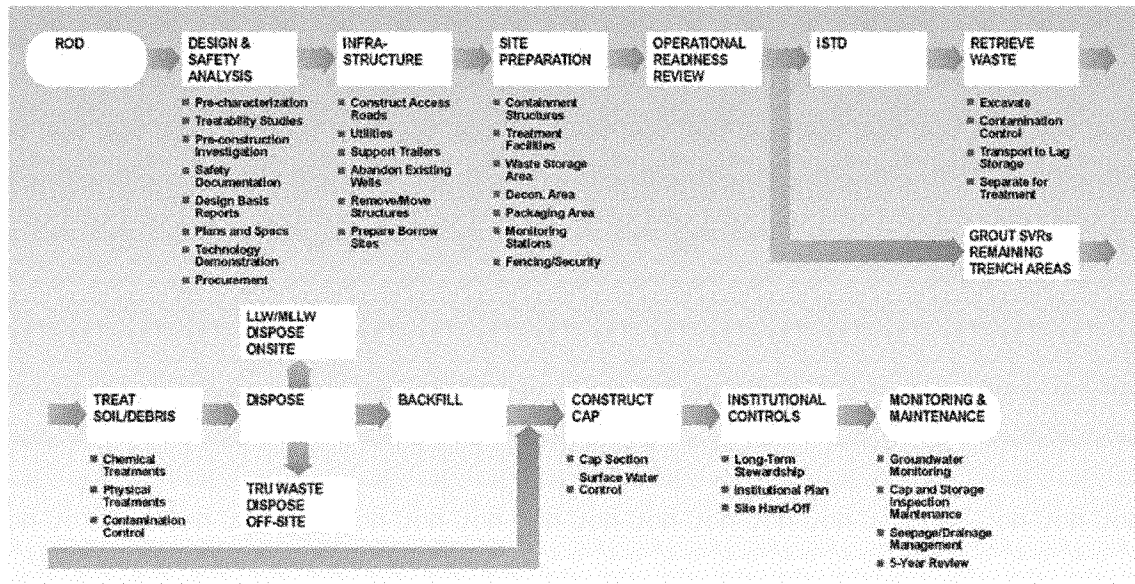 ROD
DESIGN &
SAFETY
ANALYSIS
Pre-characterization
Treatability Studies
Pre-construction
Investigation
Safety
Documentation
Design Basis
Reports
Plans and Specs
Technology
Demonstration
Procurement
INFRA-
STRUCTURE
Construct Access
Roads
Utilities
Support Trailers
Abandon Existing
Wells
Remove/Move
Structures
Prepare Borrow
Sites
SITE
PREPARATION
Containment
Structures
Treatment
Facilities
Waste Storage
Area
Decon. Area
Packaging Area
Monitoring
Stations
Fencing/Security
OPERATIONAL
READINESS
REVIEW
ISTD
RETRIEVE
WASTE
Excavate
Contamination
Control
Transport to Lag
Storage
Separate for
Treatment
GROUT SVRs
REMAINING
TRENCH AREAS
LLW/MLLW
DISPOSE
ONSITE
TREAT
SOIL/DEBRIS
Chemical
Treatments
Physical
Treatments
Contamination
Control
DISPOSE
TRU WASTE
DISPOSE
OFF-SITE
BACKFILL
CONSTRUCT
CAP
Cap Section
Surface Water
Control
INSTITUTIONAL
CONTROLS
Long-Term
Stewardship
Institutional Plan
Site Hand-Off
MONITORING &
MAINTENANCE
Groundwater
Monitoring
Cap and Storage
Inspection
Maintenance
Seepage/Drainage
Management
5-Year Review